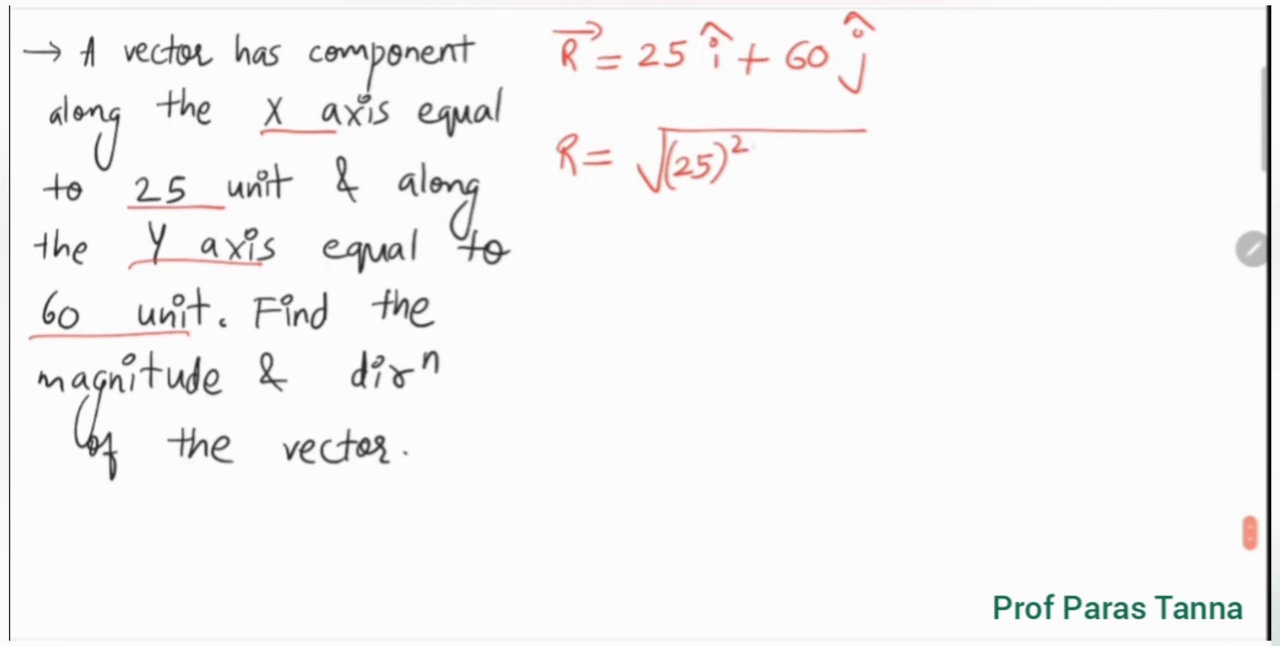 → A vector has component
along the X axis equal
to 25 unit & along
the Y axis equal to
60 unit. Find the
magnitude & dirⁿ
of the vector.
R⃗ = 25 î + 60 ĵ
R = √(25)²
Prof Paras Tanna